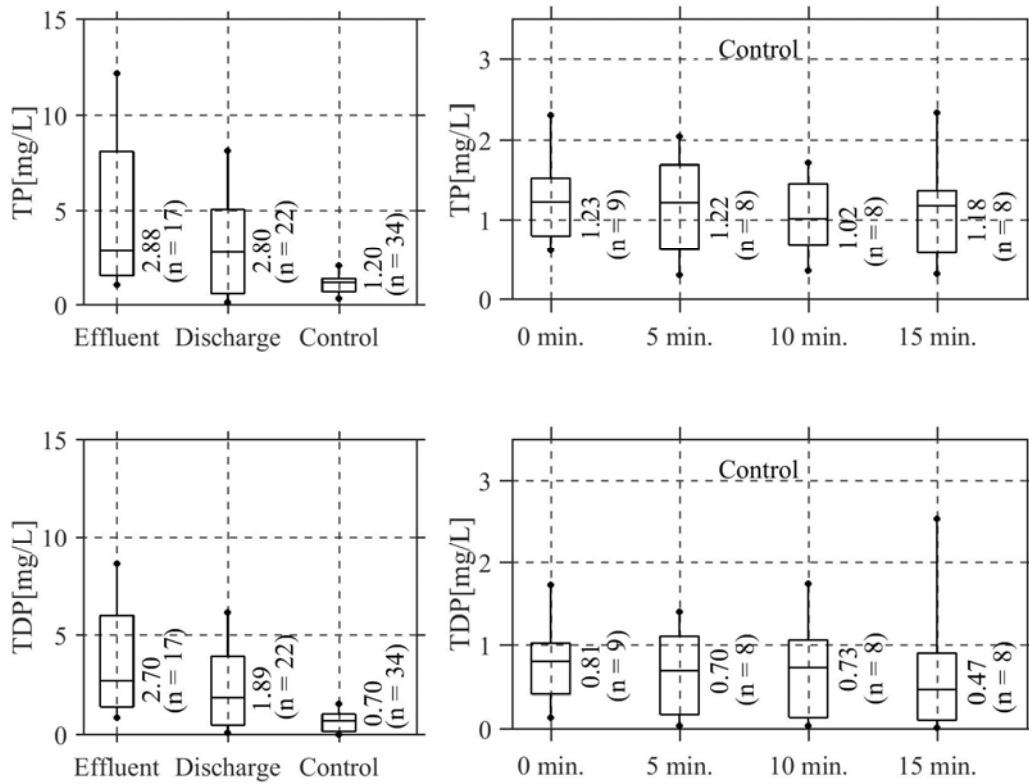 15
10
5
0
TP[mg/L]
2.88
(n = 17)
2.80
(n = 22)
1.20
(n = 34)
Effluent Discharge Control
Control
3
2
1
0
TP[mg/L]
1.23
(n = 9)
1.22
(n = 8)
1.02
(n = 8)
1.18
(n = 8)
0 min. 5 min. 10 min. 15 min.
15
10
5
0
TDP[mg/L]
2.70
(n = 17)
1.89
(n = 22)
0.70
(n = 34)
Effluent Discharge Control
Control
3
2
1
0
TDP[mg/L]
0.81
(n = 9)
0.70
(n = 8)
0.73
(n = 8)
0.47
(n = 8)
0 min. 5 min. 10 min. 15 min.